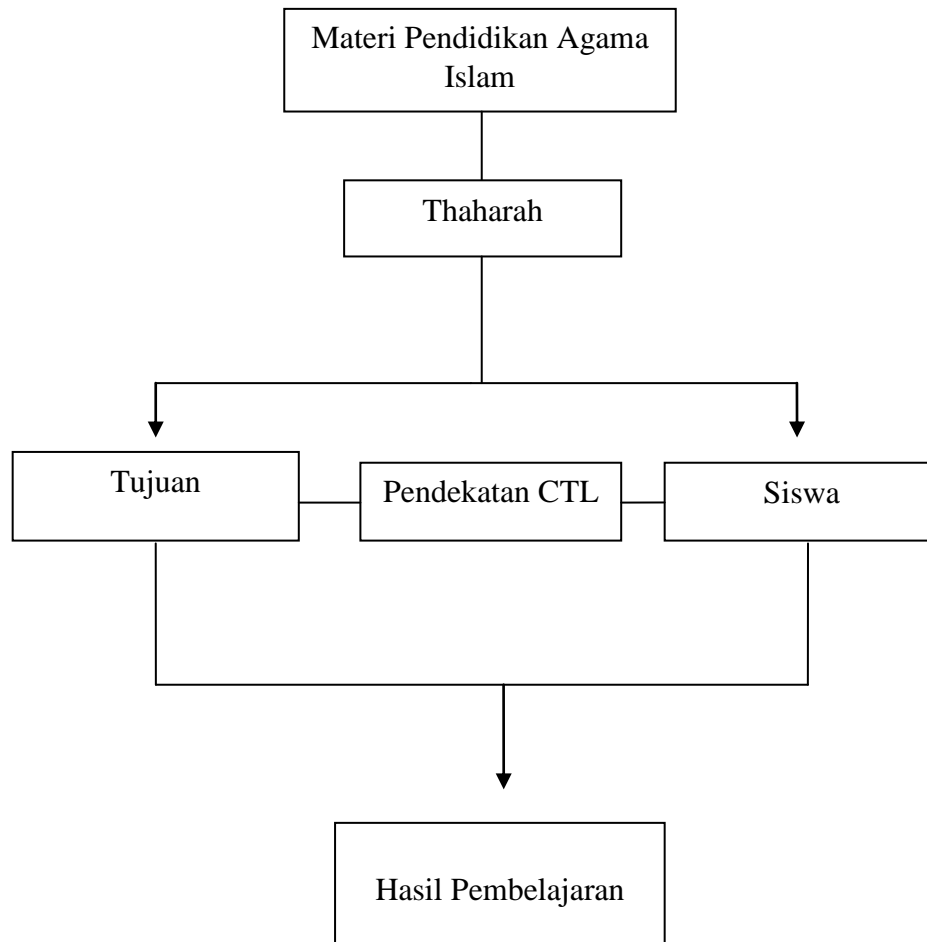 Materi Pendidikan Agama
Islam
Thaharah
Tujuan
Pendekatan CTL
Siswa
Hasil Pembelajaran